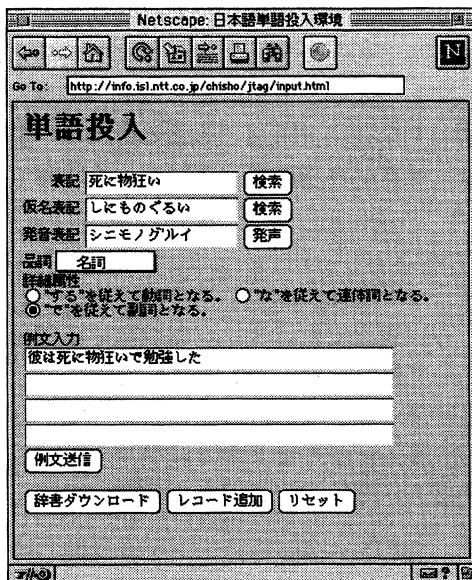 Netscape: 日本語単語投入環境
N
Go To: http://info.isl.ntt.co.jp/chisho/jtag/input.html
単語投入
表記 死に物狂い 検索
仮名表記 しにものぐるい 検索
発音表記 シニモノグ'ルイ 発声
品詞 名詞
詳細属性
"する"を従えて動詞となる。 "な"を従えて連体詞となる。
"で"を従えて副詞となる。
例文入力
彼は死に物狂いで勉強した
例文送信
辞書ダウンロード レコード追加 リセット
?